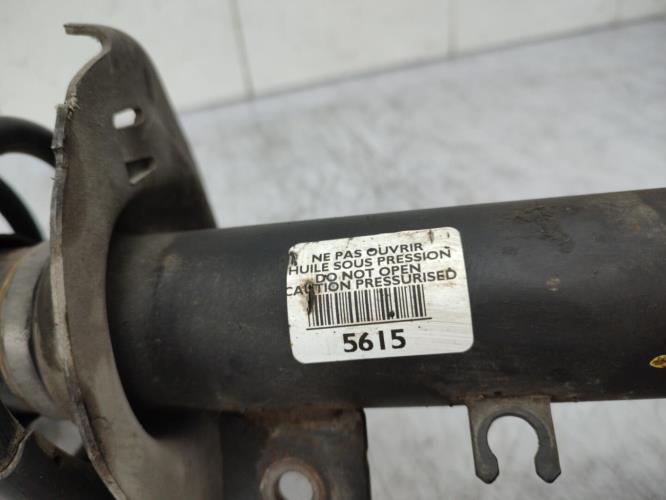 NE PAS OUVRIR
HUILE SOUS PRESSION
DO NOT OPEN
CAUTION PRESSURISED
5615